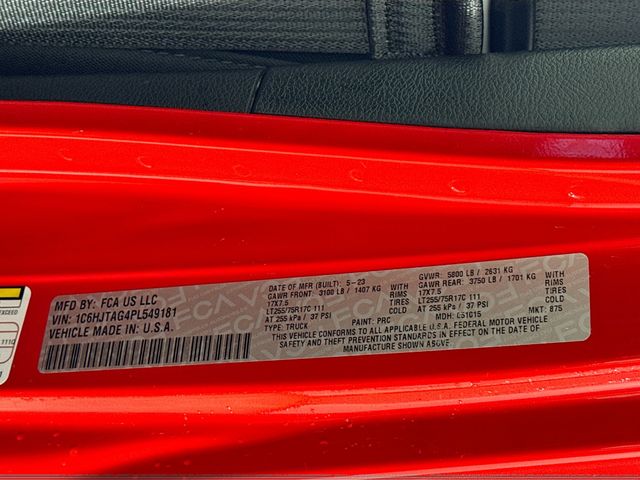 MFD BY: FCA US LLC
VIN: 1C6HJTAG4PL549181
VEHICLE MADE IN U.S.A.
DATE OF MFR (BUILT): 5-23
GAWR FRONT: 3100 LB / 1407 KG WITH
17X7.5 RIMS
LT255/75R17C 111 TIRES
AT 255 kPa / 37 PSI COLD
TYPE: TRUCK PAINT: PRC
GVWR: 5800 LB / 2631 KG
GAWR REAR: 3750 LB / 1701 KG WITH
17X7.5 RIMS
LT255/75R17C 111 TIRES
AT 255 kPa / 37 PSI COLD
MDH: 051015 MKT: 875
THIS VEHICLE CONFORMS TO ALL APPLICABLE U.S.A. FEDERAL MOTOR VEHICLE
SAFETY AND THEFT PREVENTION STANDARDS IN EFFECT ON THE DATE OF
MANUFACTURE SHOWN ABOVE.